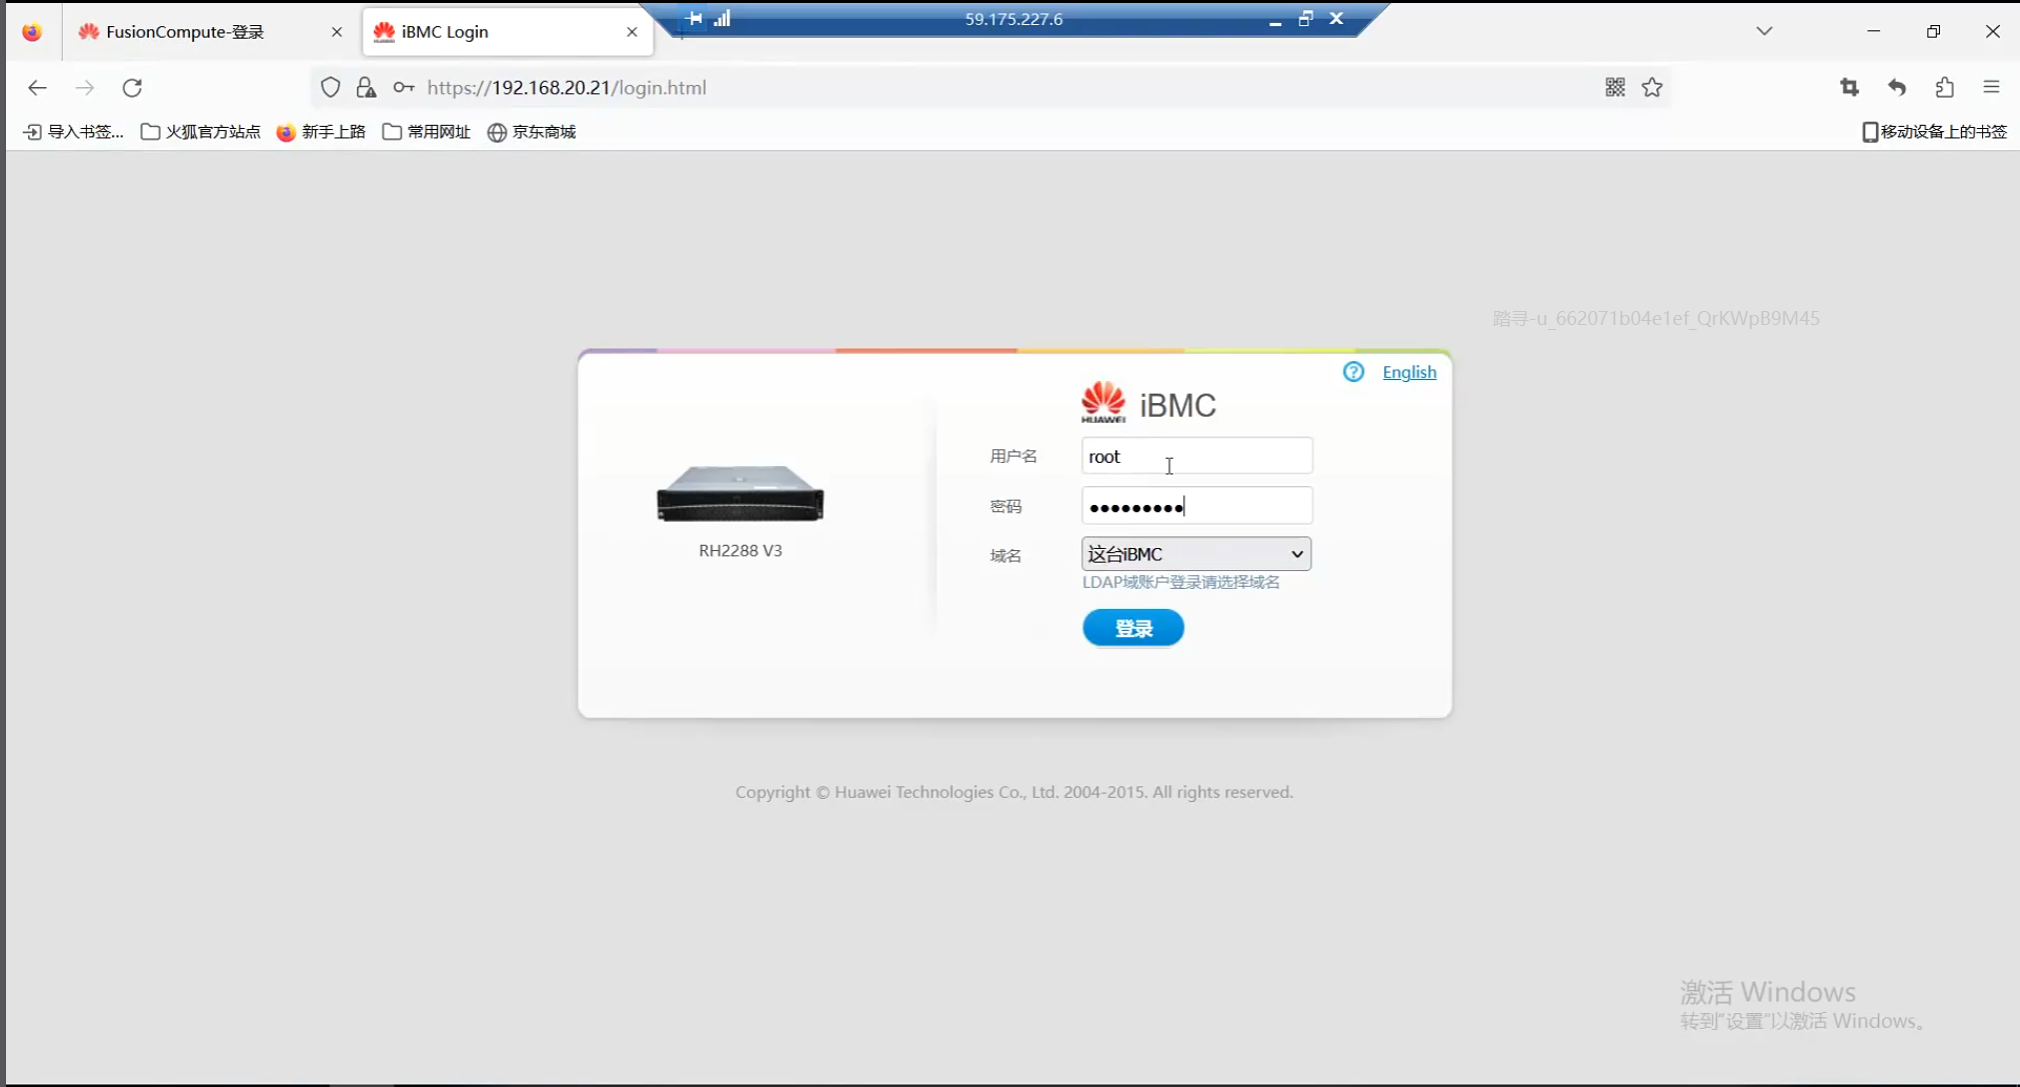 59.175.227.6
FusionCompute-登录
iBMC Login
https://192.168.20.21/login.html
导入书签...
火狐官方站点
新手上路
常用网址
京东商城
移动设备上的书签
踏寻-u_662071b04e1ef_QrKWpB9M45
English
HUAWEI
iBMC
用户名
root
密码
●●●●●●●●●
RH2288 V3
域名
这台iBMC
LDAP域账户登录请选择域名
登录
Copyright © Huawei Technologies Co., Ltd. 2004-2015. All rights reserved.
激活 Windows
转到"设置"以激活 Windows。